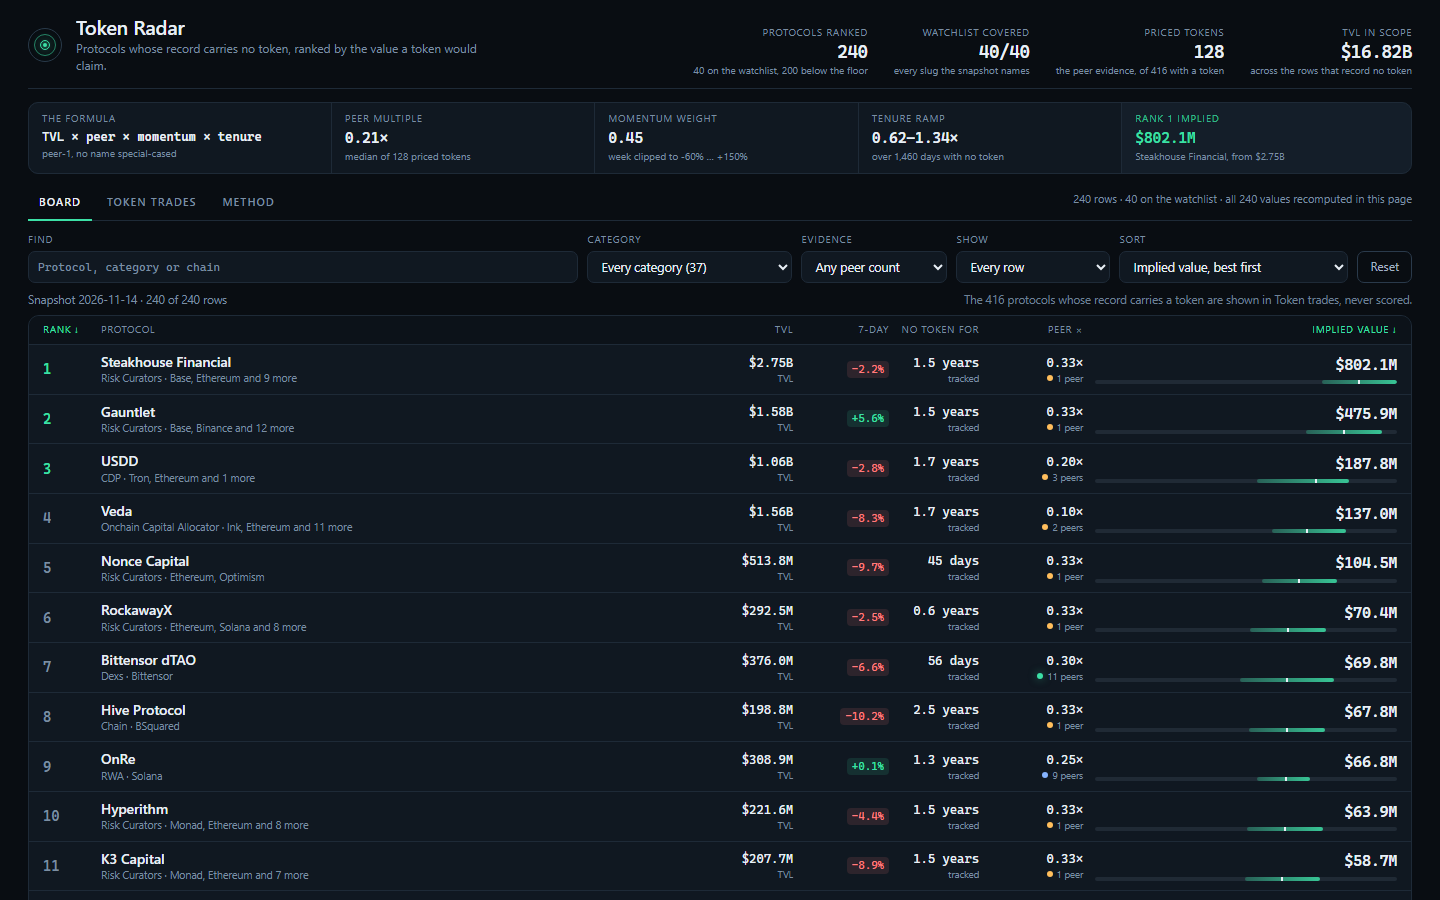 Token Radar
Protocols whose record carries no token, ranked by the value a token would
claim.
PROTOCOLS RANKED
240
40 on the watchlist, 200 below the floor
WATCHLIST COVERED
40/40
every slug the snapshot names
PRICED TOKENS
128
the peer evidence, of 416 with a token
TVL IN SCOPE
$16.82B
across the rows that record no token
THE FORMULA
TVL × peer × momentum × tenure
peer-1, no name special-cased
PEER MULTIPLE
0.21×
median of 128 priced tokens
MOMENTUM WEIGHT
0.45
week clipped to -60% … +150%
TENURE RAMP
0.62–1.34×
over 1,460 days with no token
RANK 1 IMPLIED
$802.1M
Steakhouse Financial, from $2.75B
BOARD
TOKEN TRADES
METHOD
240 rows · 40 on the watchlist · all 240 values recomputed in this page
FIND
Protocol, category or chain
CATEGORY
Every category (37)
EVIDENCE
Any peer count
SHOW
Every row
SORT
Implied value, best first
Reset
Snapshot 2026-11-14 · 240 of 240 rows
The 416 protocols whose record carries a token are shown in Token trades, never scored.
RANK ↓ PROTOCOL TVL 7-DAY NO TOKEN FOR PEER × IMPLIED VALUE ↓
1 Steakhouse Financial $2.75B −2.2% 1.5 years 0.33× $802.1M
Risk Curators · Base, Ethereum and 9 more TVL tracked 1 peer
2 Gauntlet $1.58B +5.6% 1.5 years 0.33× $475.9M
Risk Curators · Base, Binance and 12 more TVL tracked 1 peer
3 USDD $1.06B −2.8% 1.7 years 0.20× $187.8M
CDP · Tron, Ethereum and 1 more TVL tracked 3 peers
4 Veda $1.56B −8.3% 1.7 years 0.10× $137.0M
Onchain Capital Allocator · Ink, Ethereum and 11 more TVL tracked 2 peers
5 Nonce Capital $513.8M −9.7% 45 days 0.33× $104.5M
Risk Curators · Ethereum, Optimism TVL tracked 1 peer
6 RockawayX $292.5M −2.5% 0.6 years 0.33× $70.4M
Risk Curators · Ethereum, Solana and 8 more TVL tracked 1 peer
7 Bittensor dTAO $376.0M −6.6% 56 days 0.30× $69.8M
Dexs · Bittensor TVL tracked 11 peers
8 Hive Protocol $198.8M −10.2% 2.5 years 0.33× $67.8M
Chain · BSquared TVL tracked 1 peer
9 OnRe $308.9M +0.1% 1.3 years 0.25× $66.8M
RWA · Solana TVL tracked 9 peers
10 Hyperithm $221.6M −4.4% 1.5 years 0.33× $63.9M
Risk Curators · Monad, Ethereum and 8 more TVL tracked 1 peer
11 K3 Capital $207.7M −8.9% 1.5 years 0.33× $58.7M
Risk Curators · Monad, Ethereum and 7 more TVL tracked 1 peer